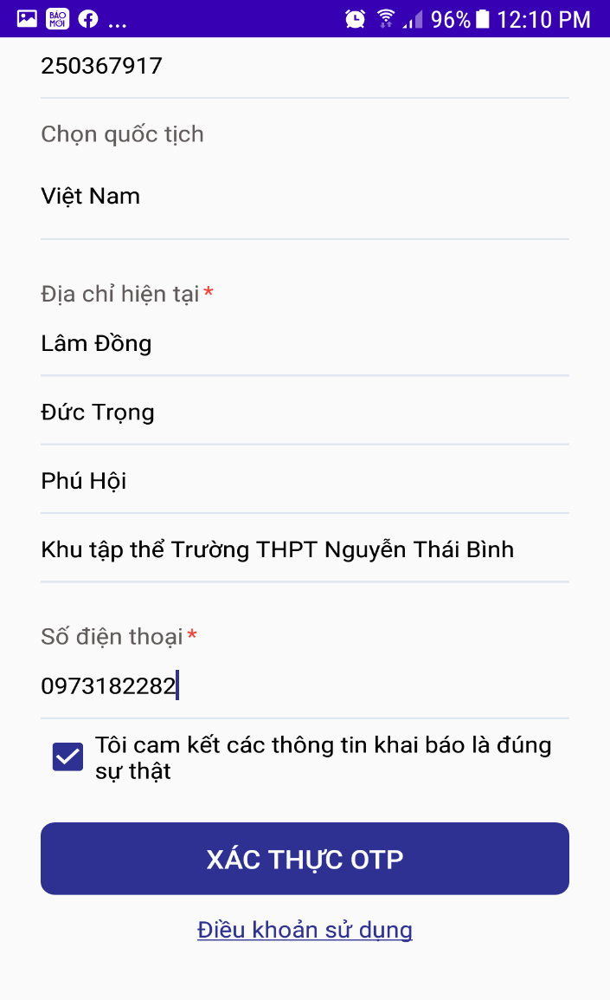 BÁO MỚI ... 96% 12:10 PM
250367917
Chọn quốc tịch
Việt Nam
Địa chỉ hiện tại *
Lâm Đồng
Đức Trọng
Phú Hội
Khu tập thể Trường THPT Nguyễn Thái Bình
Số điện thoại *
0973182282
Tôi cam kết các thông tin khai báo là đúng
sự thật
XÁC THỰC OTP
Điều khoản sử dụng